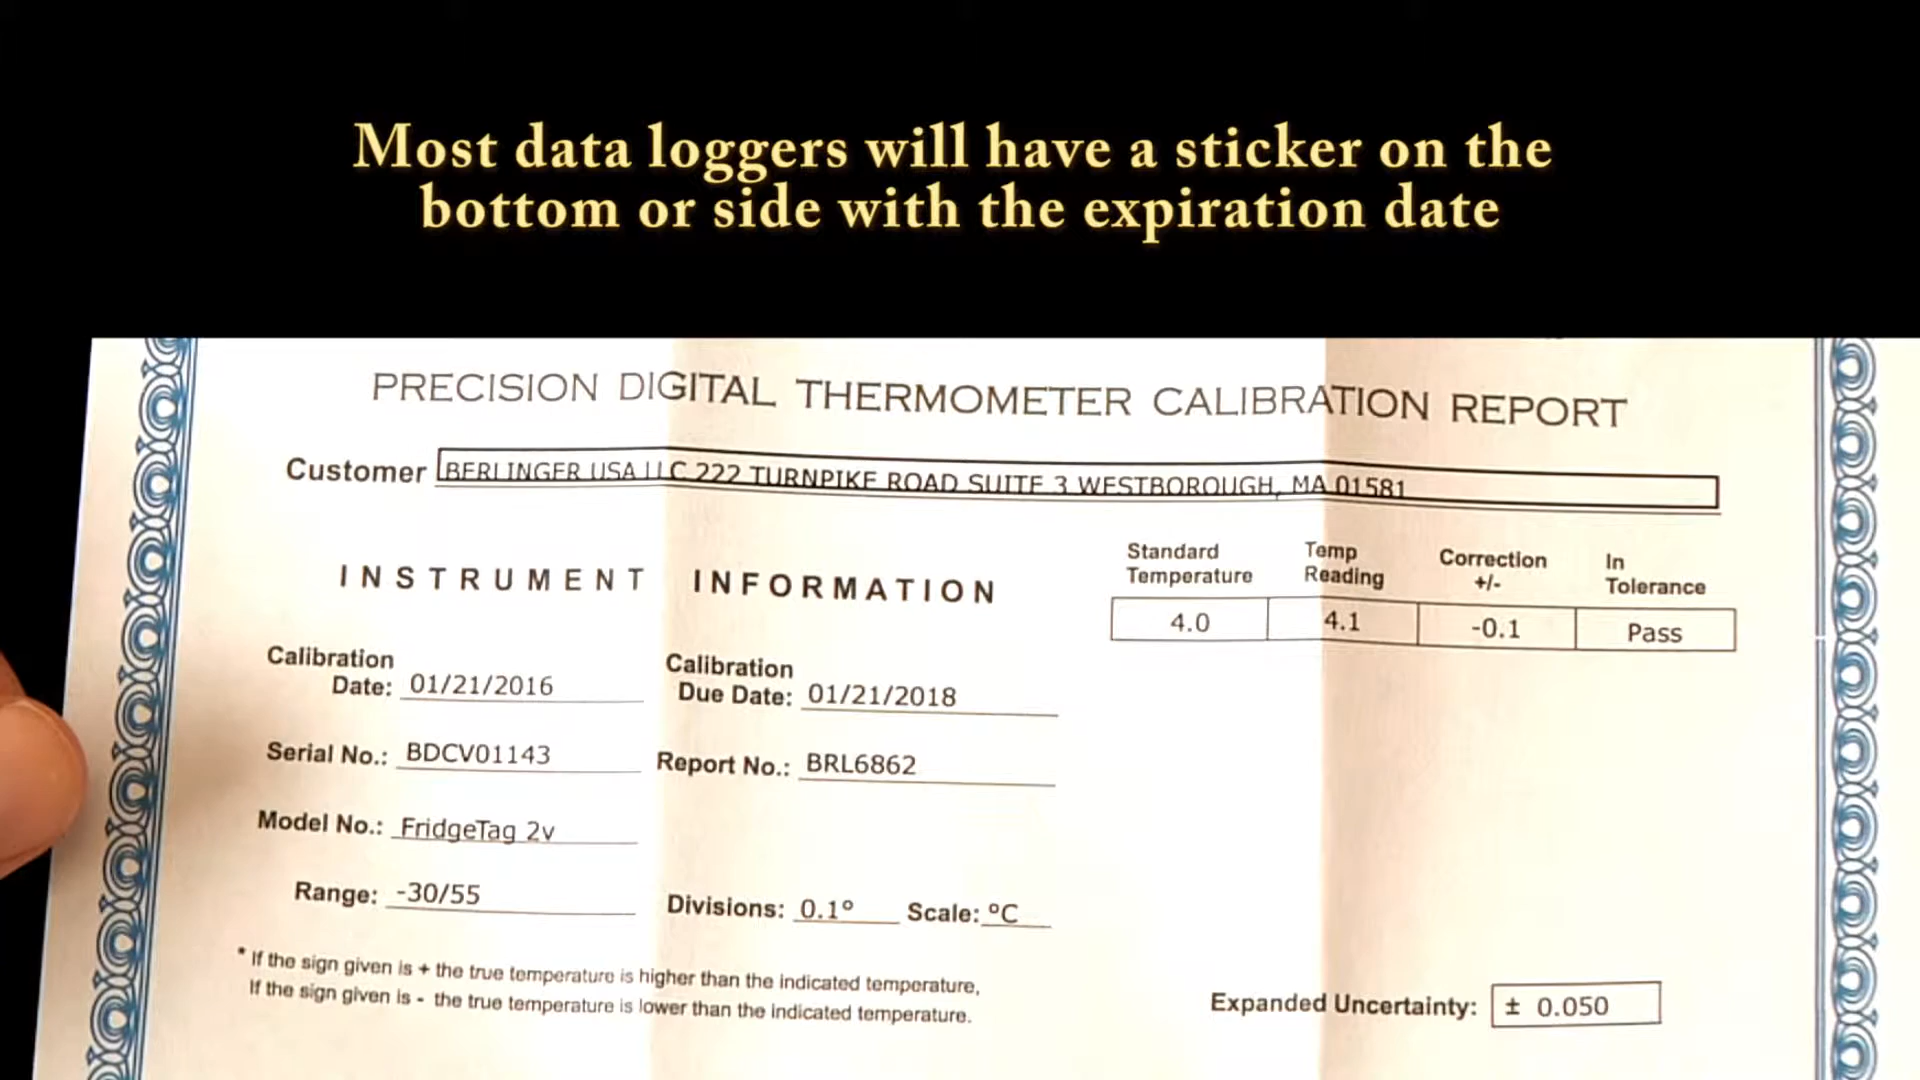 Most data loggers will have a sticker on the
bottom or side with the expiration date
PRECISION DIGITAL THERMOMETER CALIBRATION REPORT
Customer BERLINGER USA LLC 222 TURNPIKE ROAD SUITE 3 WESTBOROUGH, MA 01581
INSTRUMENT INFORMATION
Standard Temperature
Temp Reading
Correction +/-
In Tolerance
4.0 4.1 -0.1 Pass
Calibration Date: 01/21/2016
Calibration Due Date: 01/21/2018
Serial No.: BDCV01143
Report No.: BRL6862
Model No.: FridgeTag 2v
Range: -30/55
Divisions: 0.1° Scale: °C
* If the sign given is + the true temperature is higher than the indicated temperature,
If the sign given is - the true temperature is lower than the indicated temperature.
Expanded Uncertainty: ± 0.050